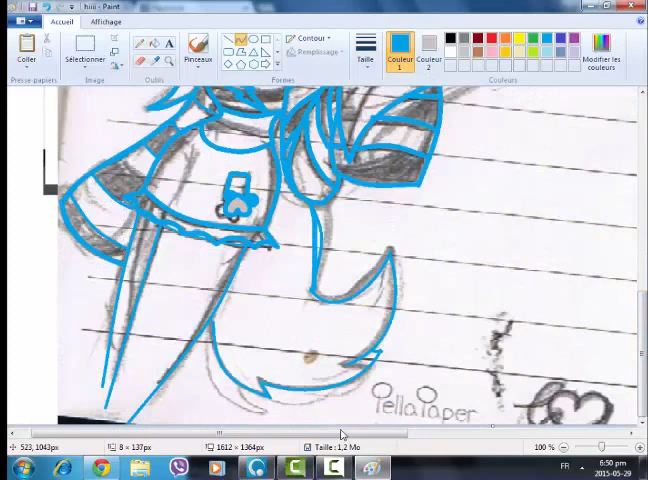 hiiii - Paint
Accueil
Affichage
Coller
Sélectionner
A
Pinceaux
Contour
Remplissage
Taille
Couleur 1
Couleur 2
Modifier les couleurs
Presse-papiers
Image
Outils
Formes
Couleurs
PellaPaper
523, 1043px
8 × 137px
1612 × 1364px
Taille : 1,2 Mo
100 %
FR
6:50 pm
2015-05-29